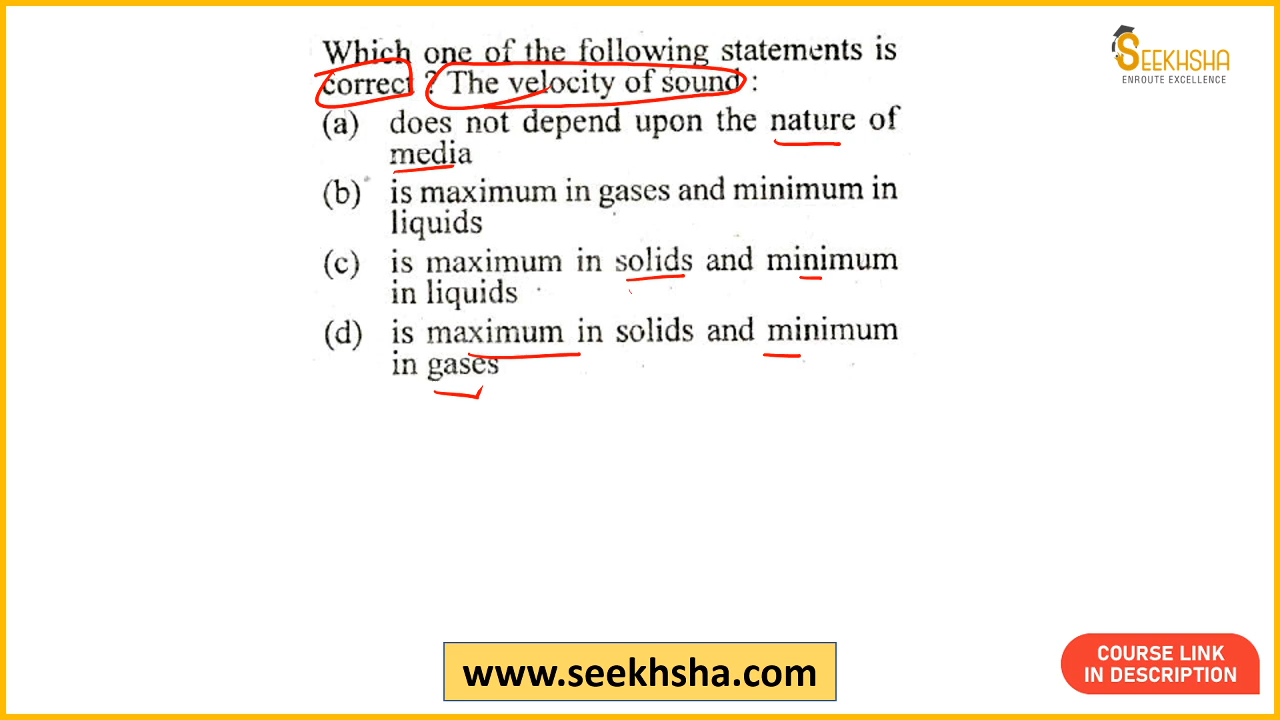 Which one of the following statements is
correct ? The velocity of sound :
(a) does not depend upon the nature of
media
(b) is maximum in gases and minimum in
liquids
(c) is maximum in solids and minimum
in liquids
(d) is maximum in solids and minimum
in gases
SEEKHSHA
ENROUTE EXCELLENCE
www.seekhsha.com
COURSE LINK
IN DESCRIPTION